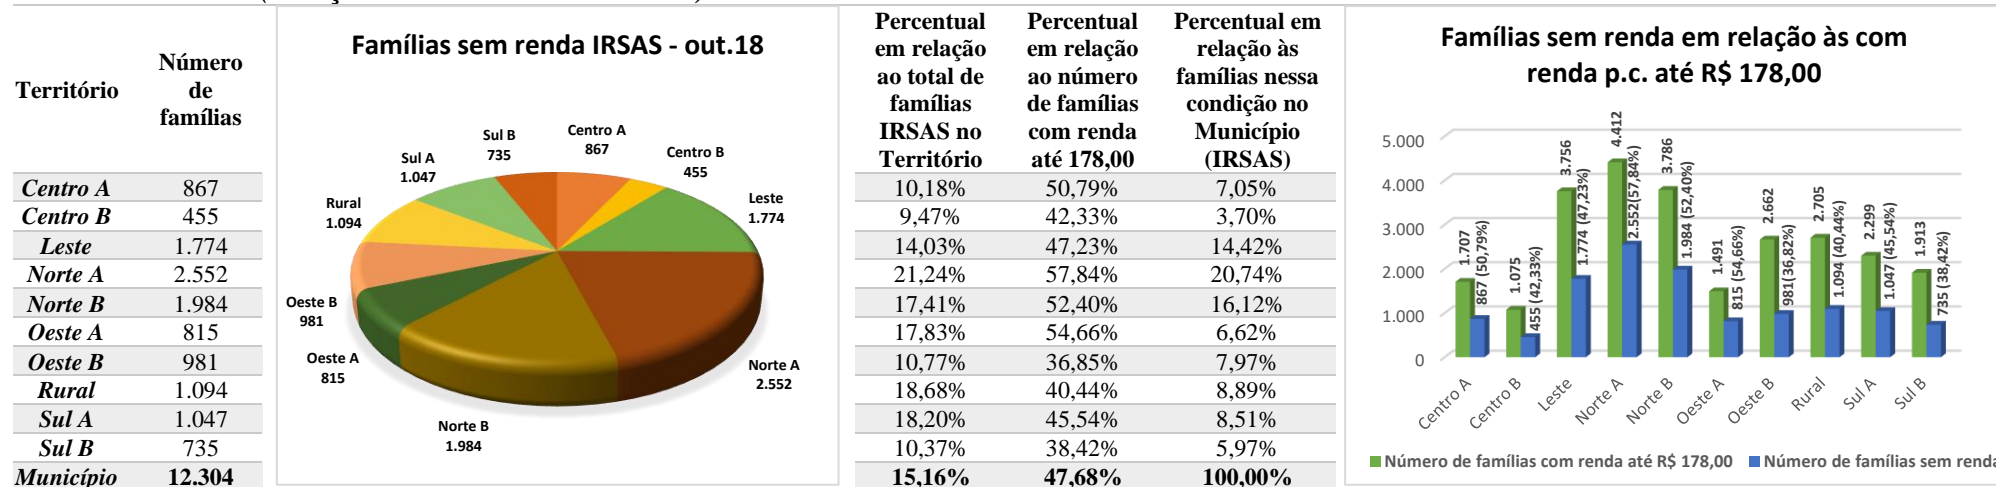 Território
Número
de
famílias
Centro A 867
Centro B 455
Leste 1.774
Norte A 2.552
Norte B 1.984
Oeste A 815
Oeste B 981
Rural 1.094
Sul A 1.047
Sul B 735
Município 12.304
Famílias sem renda IRSAS - out.18
Centro A
867
Centro B
455
Leste
1.774
Norte A
2.552
Norte B
1.984
Oeste A
815
Oeste B
981
Rural
1.094
Sul A
1.047
Sul B
735
Percentual
em relação
ao total de
famílias
IRSAS no
Território
Percentual
em relação
ao número
de famílias
com renda
até 178,00
Percentual em
relação às
famílias nessa
condição no
Município
(IRSAS)
10,18% 50,79% 7,05%
9,47% 42,33% 3,70%
14,03% 47,23% 14,42%
21,24% 57,84% 20,74%
17,41% 52,40% 16,12%
17,83% 54,66% 6,62%
10,77% 36,85% 7,97%
18,68% 40,44% 8,89%
18,20% 45,54% 8,51%
10,37% 38,42% 5,97%
15,16% 47,68% 100,00%
Famílias sem renda em relação às com
renda p.c. até R$ 178,00
5.000
4.000
3.000
2.000
1.000
0
1.707
867 (50,79%)
1.075
455 (42,33%)
3.756
1.774 (47,23%)
4.412
2.552(57,84%)
3.786
1.984 (52,40%)
1.491
815 (54,66%)
2.662
981(36,82%)
2.705
1.094 (40,44%)
2.299
1.047 (45,54%)
1.913
735 (38,42%)
Centro A
Centro B
Leste
Norte A
Norte B
Oeste A
Oeste B
Rural
Sul A
Sul B
Número de famílias com renda até R$ 178,00
Número de famílias sem renda